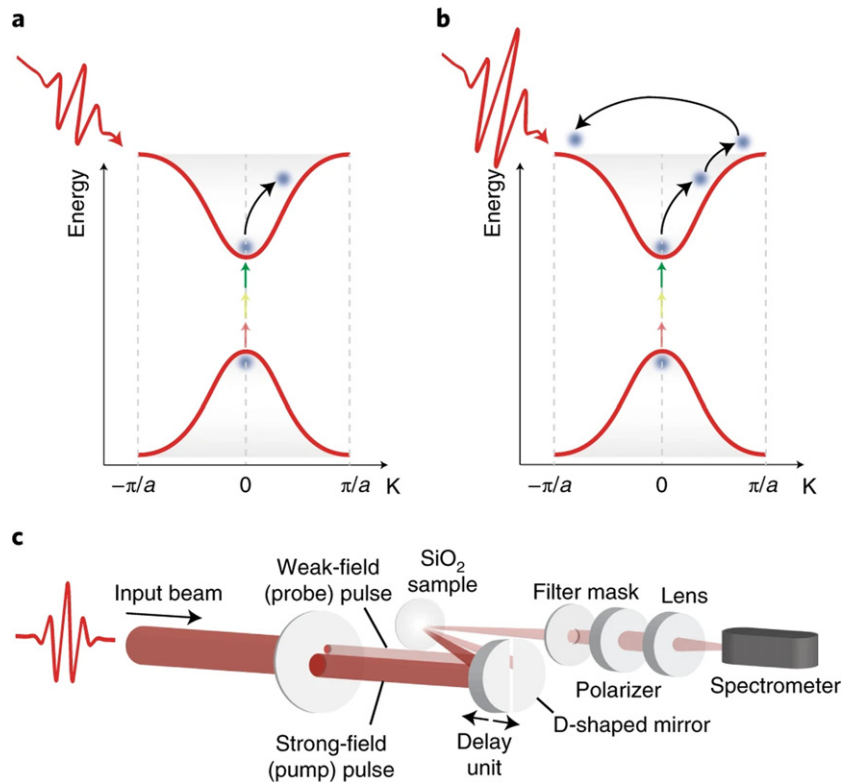 a
b
Energy
Energy
−π/a
0
π/a
K
−π/a
0
π/a
K
c
Input beam
Weak-field
(probe) pulse
SiO₂
sample
Filter mask
Lens
Polarizer
Spectrometer
Strong-field
(pump) pulse
Delay
unit
D-shaped mirror